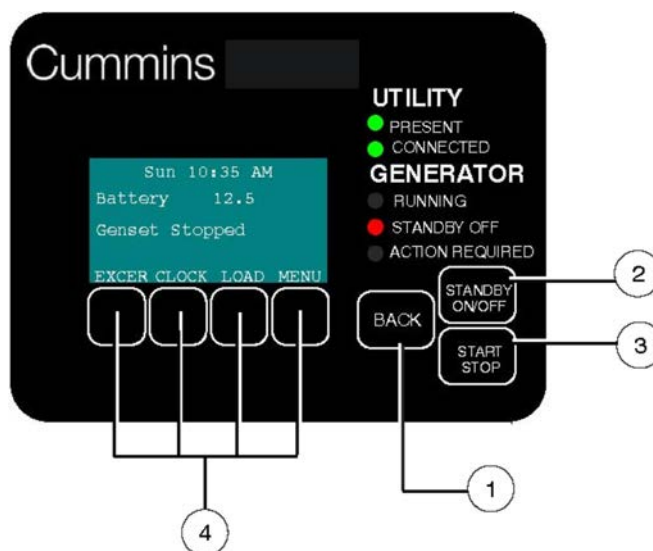 Cummins
UTILITY
PRESENT
CONNECTED
GENERATOR
RUNNING
STANDBY OFF
ACTION REQUIRED
Sun 10:35 AM
Battery 12.5
Genset Stopped
EXCER CLOCK LOAD MENU
BACK
STANDBY
ON/OFF
START
STOP
2
3
1
4